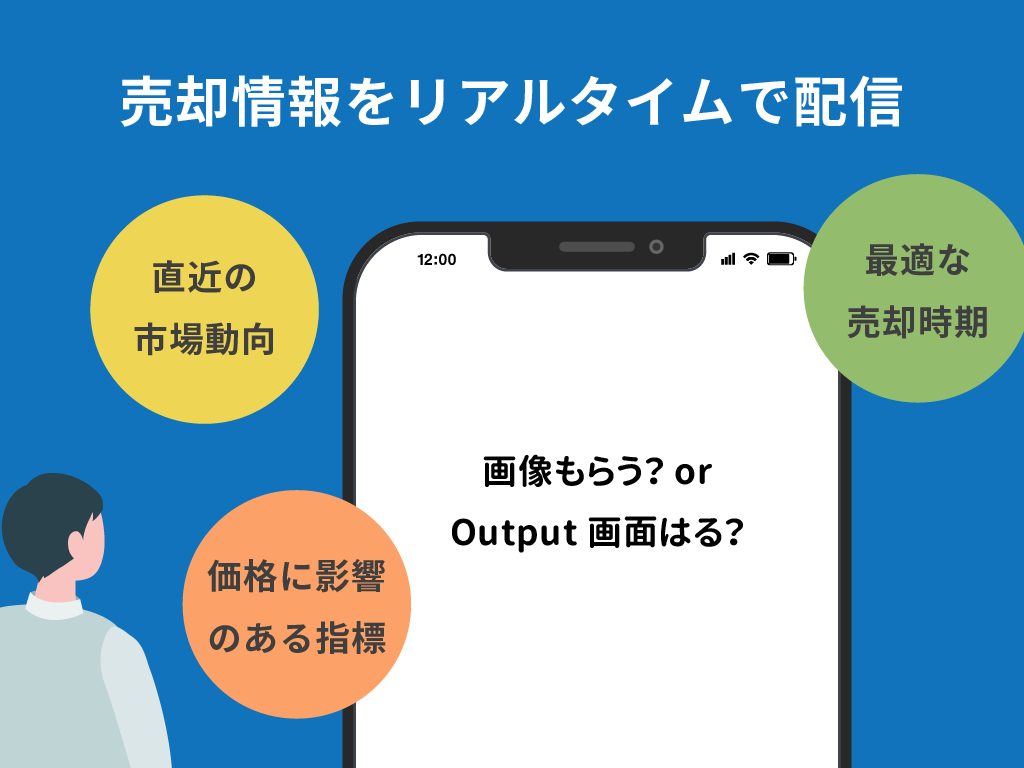 売却情報をリアルタイムで配信
直近の
市場動向
12:00
最適な
売却時期
画像もらう? or
Output 画面はる?
価格に影響
のある指標